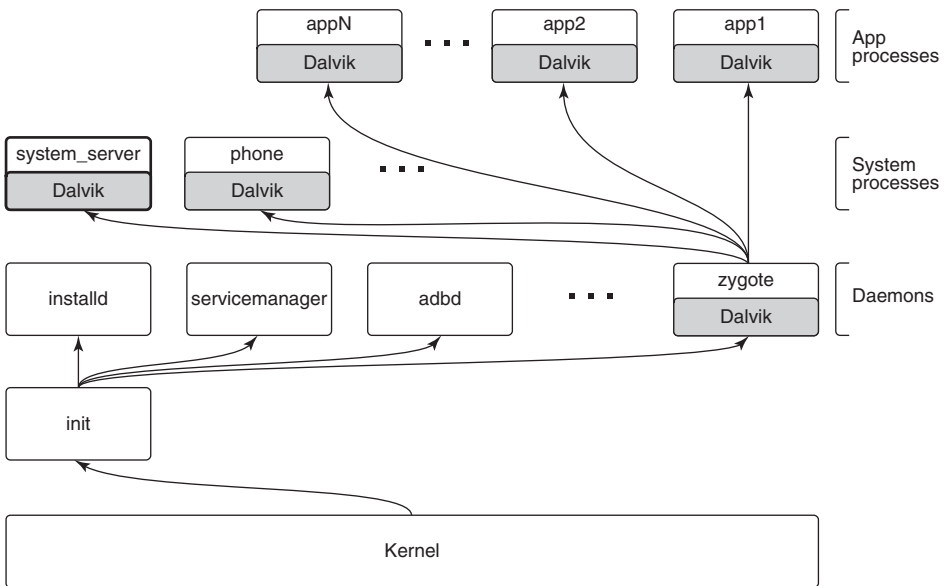 appN
app2
app1
App
processes
Dalvik
Dalvik
Dalvik
system_server
phone
System
processes
Dalvik
Dalvik
installd
servicemanager
adbd
zygote
Daemons
Dalvik
init
Kernel